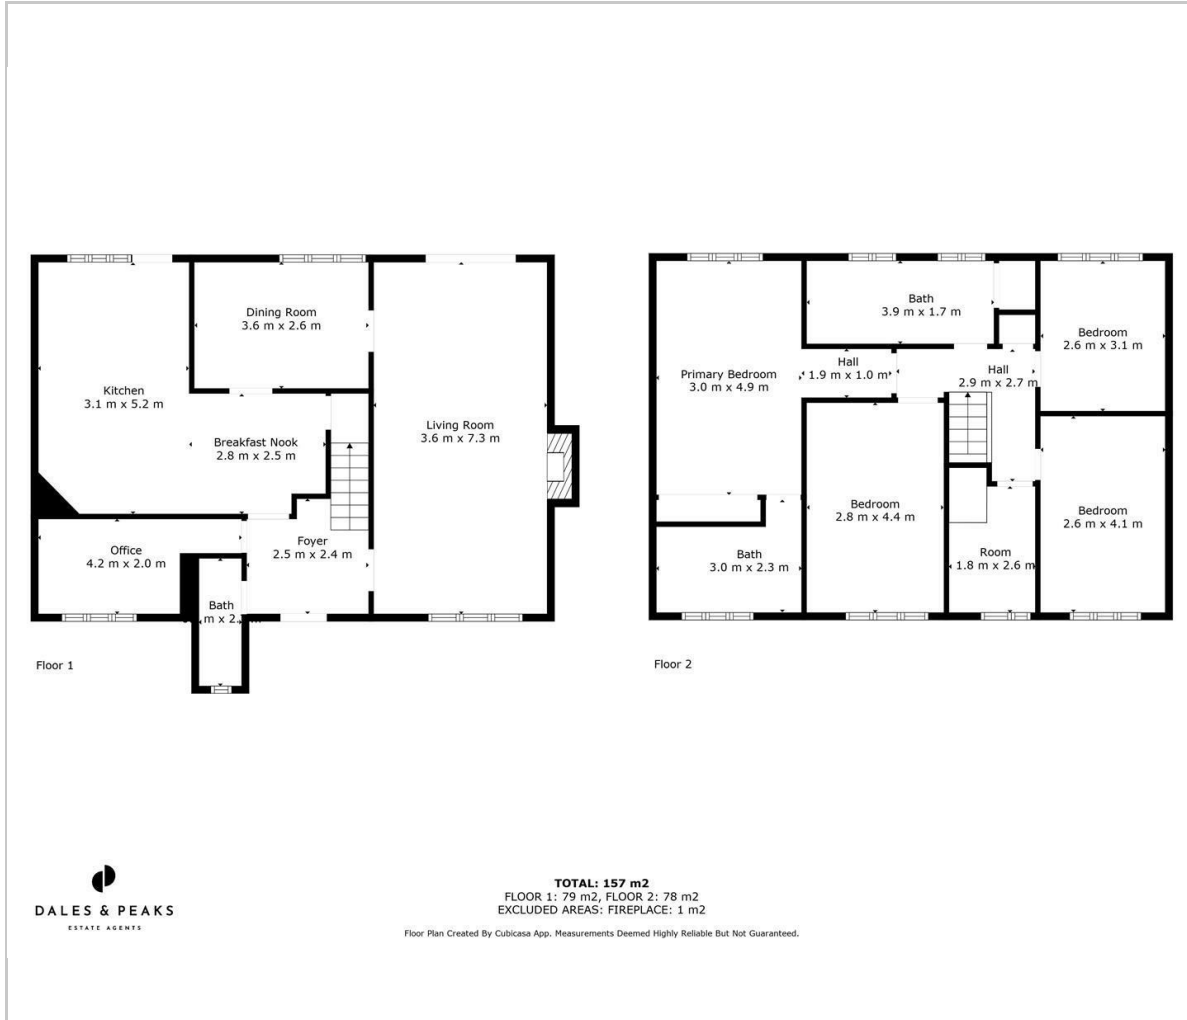 Dining Room
3.6 m x 2.6 m
Kitchen
3.1 m x 5.2 m
Breakfast Nook
2.8 m x 2.5 m
Living Room
3.6 m x 7.3 m
Office
4.2 m x 2.0 m
Foyer
2.5 m x 2.4 m
Bath
m x 2.
Floor 1
Bath
3.9 m x 1.7 m
Bedroom
2.6 m x 3.1 m
Primary Bedroom
3.0 m x 4.9 m
Hall
1.9 m x 1.0 m
Hall
2.9 m x 2.7 m
Bedroom
2.8 m x 4.4 m
Bedroom
2.6 m x 4.1 m
Bath
3.0 m x 2.3 m
Room
1.8 m x 2.6 m
Floor 2
DALES & PEAKS
ESTATE AGENTS
TOTAL: 157 m2
FLOOR 1: 79 m2, FLOOR 2: 78 m2
EXCLUDED AREAS: FIREPLACE: 1 m2
Floor Plan Created By Cubicasa App. Measurements Deemed Highly Reliable But Not Guaranteed.